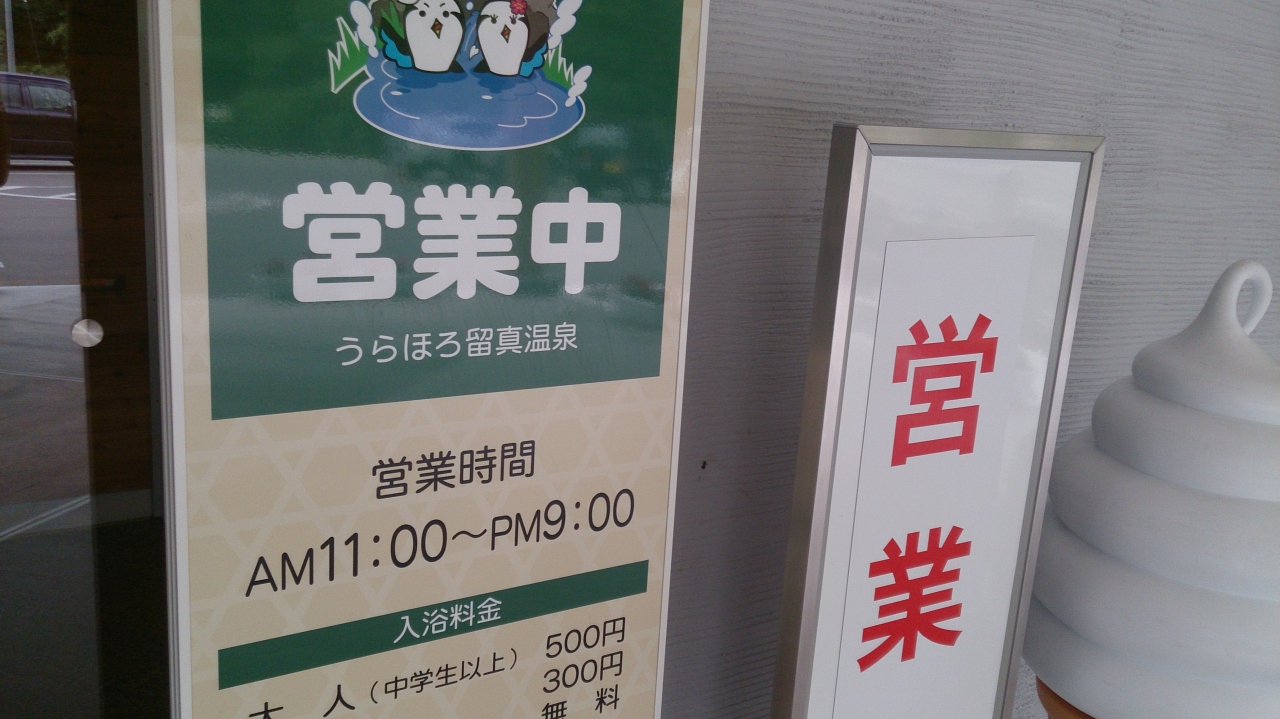 営業中
うらほろ留真温泉
営業時間
AM11:00～PM9:00
入浴料金
大 人（中学生以上） 500円
300円
無 料
営業